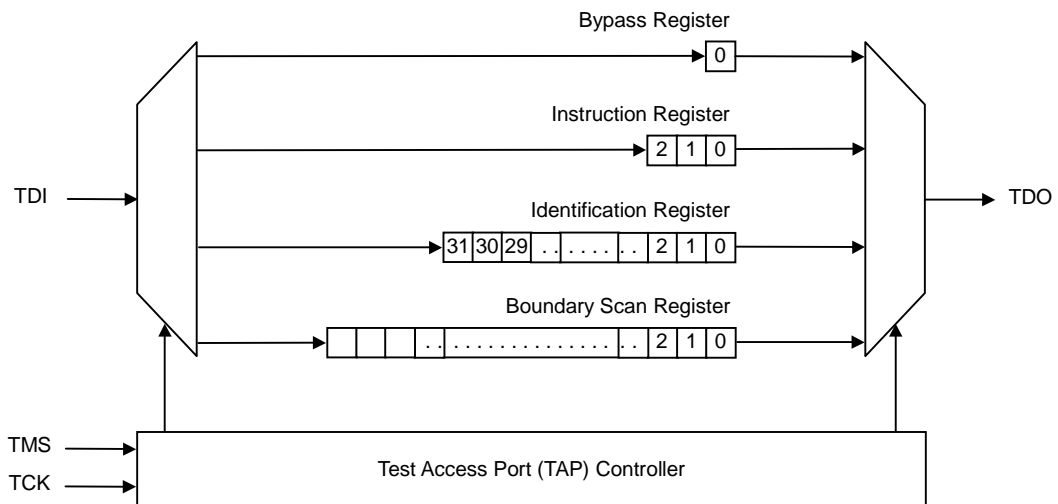 Bypass Register
0
Instruction Register
2 1 0
TDI
TDO
Identification Register
31 30 29 . . . . . . . . 2 1 0
Boundary Scan Register
. . . . . . . . . . . . . . . . . . 2 1 0
TMS
Test Access Port (TAP) Controller
TCK